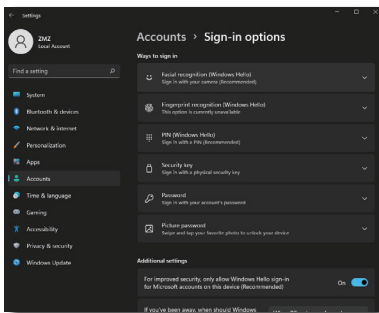 Settings
ZMZ
Local Account
Find a setting
System
Bluetooth & devices
Network & internet
Personalization
Apps
Accounts
Time & language
Gaming
Accessibility
Privacy & security
Windows Update
Accounts > Sign-in options
Ways to sign in
Facial recognition (Windows Hello)
Sign in with your camera (Recommended)
Fingerprint recognition (Windows Hello)
This option is currently unavailable
PIN (Windows Hello)
Sign in with a PIN (Recommended)
Security key
Sign in with a physical security key
Password
Sign in with your account's password
Picture password
Swipe and tap your favorite photo to unlock your device
Additional settings
For improved security, only allow Windows Hello sign-in
for Microsoft accounts on this device (Recommended)
On
If you've been away, when should Windows